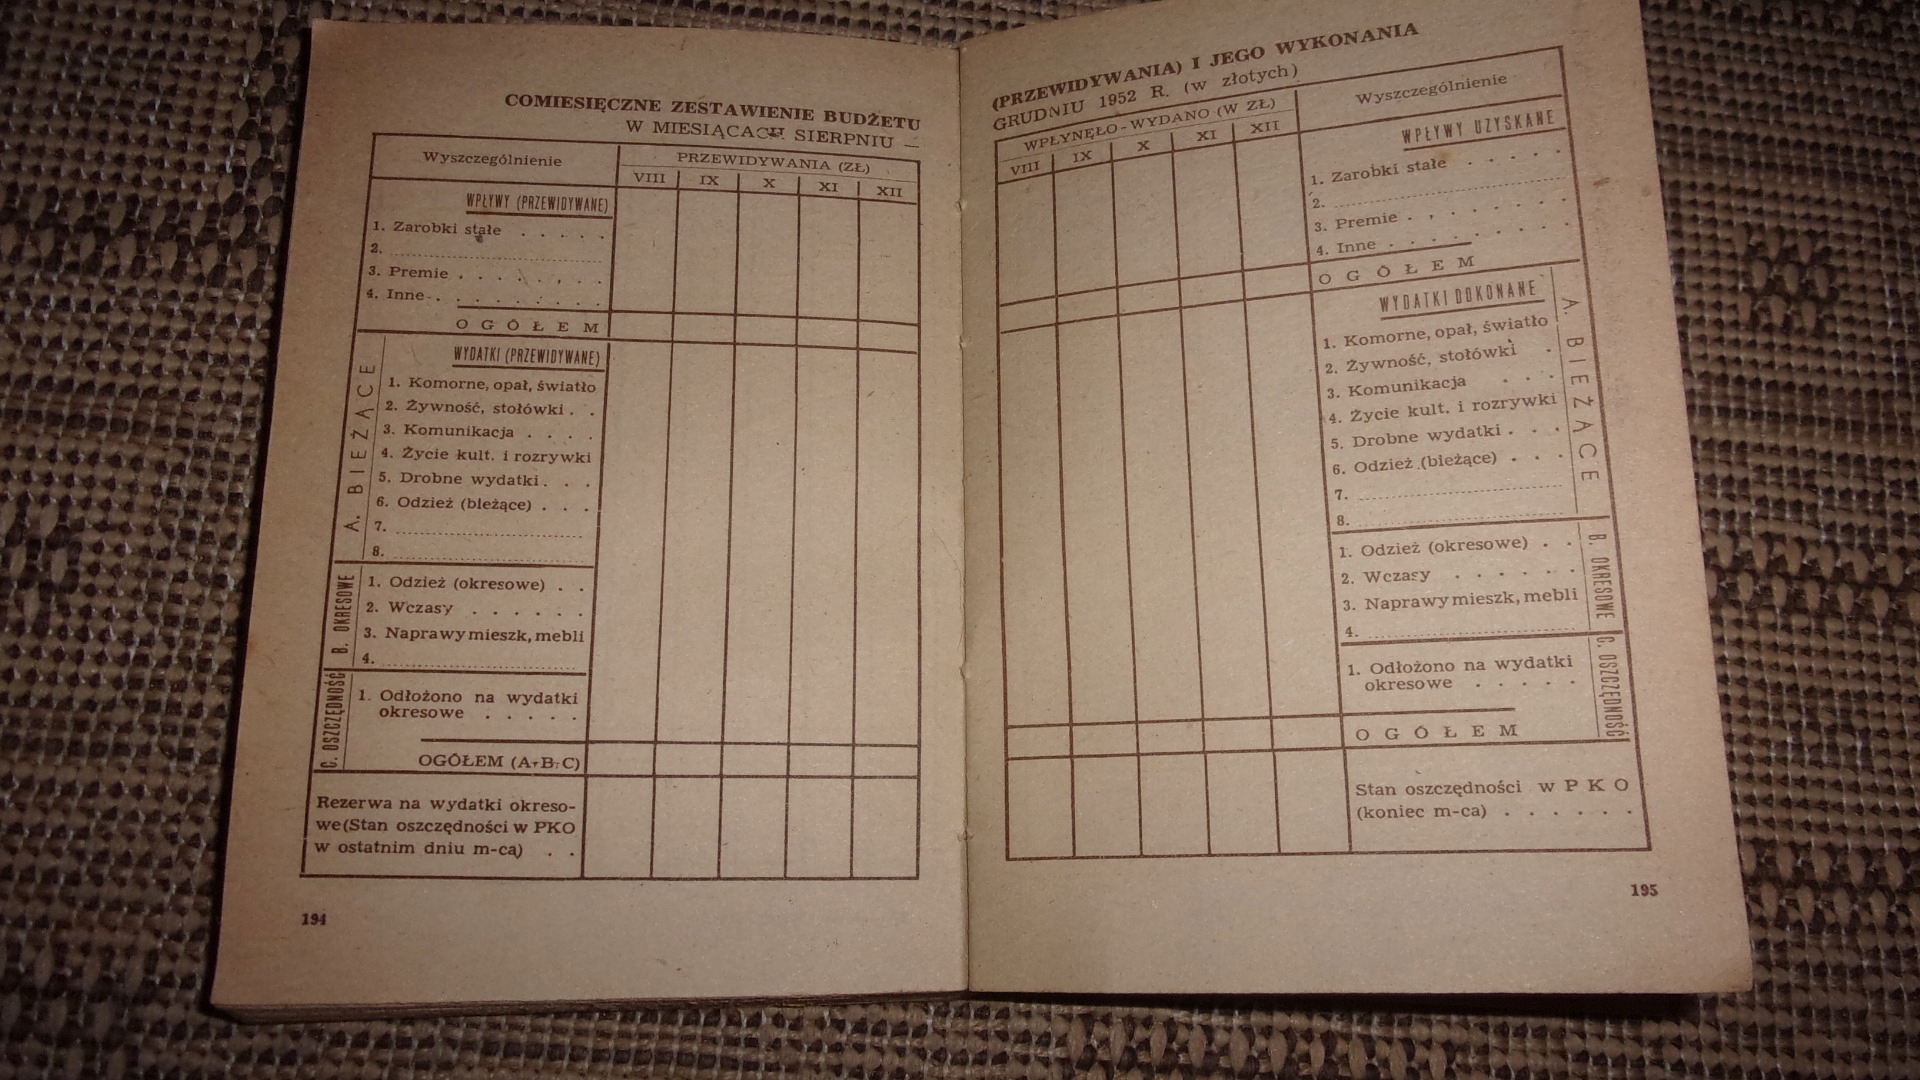 COMIESIĘCZNE ZESTAWIENIE BUDŻETU
W MIESIĄCACH SIERPNIU —
Wyszczególnienie
PRZEWIDYWANIA (ZŁ)
VIII IX X XI XII
WPŁYWY (PRZEWIDYWANE)
1. Zarobki stałe . . . . .
2.
3. Premie . . . . . . .
4. Inne . . . . . . . .
OGÓŁEM
A. BIEŻĄCE
WYDATKI (PRZEWIDYWANE)
1. Komorne, opał, światło
2. Żywność, stołówki . .
3. Komunikacja . . . .
4. Życie kult. i rozrywki
5. Drobne wydatki . . .
6. Odzież (bieżące) . . .
7.
8.
B. OKRESOWE
1. Odzież (okresowe) . .
2. Wczasy . . . . . .
3. Naprawy mieszk, mebli
4.
C. OSZCZĘDNOŚĆ
1. Odłożono na wydatki
okresowe . . . . .
OGÓŁEM (A+B+C)
Rezerwa na wydatki okreso-
we (Stan oszczędności w PKO
w ostatnim dniu m-ca) . .
194
(PRZEWIDYWANIA) I JEGO WYKONANIA
GRUDNIU 1952 R. (w złotych)
WPŁYNĘŁO - WYDANO (W ZŁ)
VIII IX X XI XII
Wyszczególnienie
WPŁYWY UZYSKANE
1. Zarobki stałe . . . . .
2.
3. Premie . . . . . . . .
4. Inne . . . . . . . . .
OGÓŁEM
WYDATKI DOKONANE
A. BIEŻĄCE
1. Komorne, opał, światło
2. Żywność, stołówki .
3. Komunikacja . . .
4. Życie kult. i rozrywki
5. Drobne wydatki . . .
6. Odzież (bieżące) . . .
7.
8.
B. OKRESOWE
1. Odzież (okresowe) . .
2. Wczasy . . . . . .
3. Naprawy mieszk, mebli
4.
C. OSZCZĘDNOŚĆ
1. Odłożono na wydatki
okresowe . . . . .
OGÓŁEM
Stan oszczędności w PKO
(koniec m-ca) . . . . . .
195